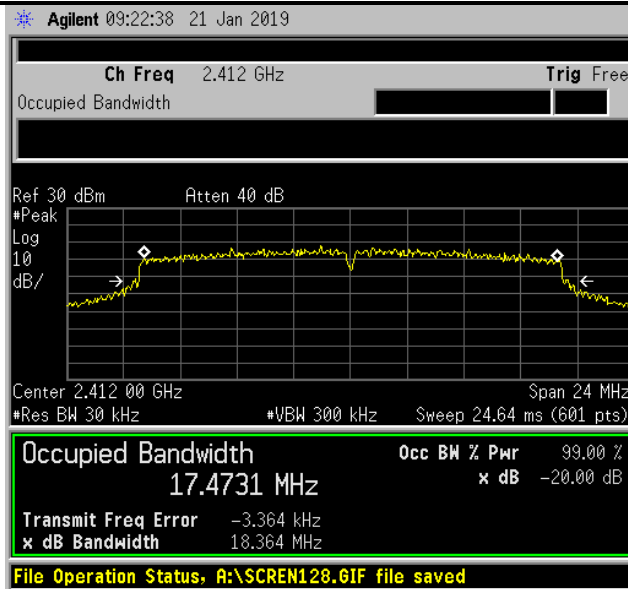 Agilent 09:22:38 21 Jan 2019
Ch Freq 2.412 GHz Trig Free
Occupied Bandwidth
Ref 30 dBm Atten 40 dB
#Peak
Log
10
dB/
Center 2.412 00 GHz Span 24 MHz
#Res BW 30 kHz #VBW 300 kHz Sweep 24.64 ms (601 pts)
Occupied Bandwidth Occ BW % Pwr 99.00 %
17.4731 MHz x dB -20.00 dB
Transmit Freq Error -3.364 kHz
x dB Bandwidth 18.364 MHz
File Operation Status, A:\SCREN128.GIF file saved